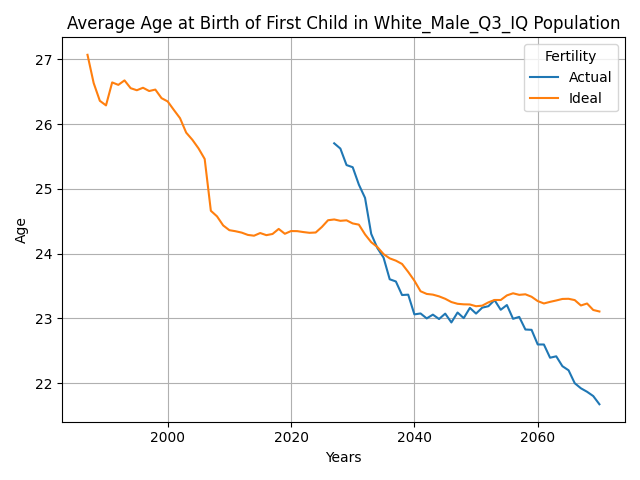 Average Age at Birth of First Child in White_Male_Q3_IQ Population
Fertility
Actual
Ideal
27
26
25
24
23
22
Age
2000
2020
2040
2060
Years